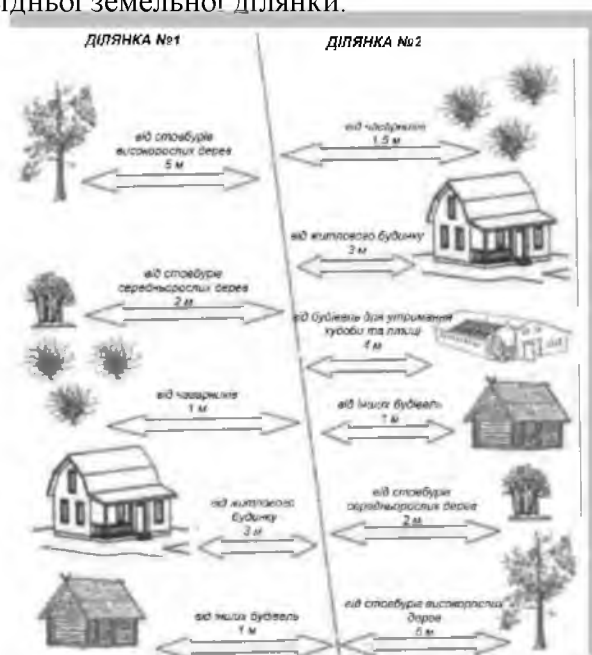 ідньої земельної ділянки.
ДІЛЯНКА №1
ДІЛЯНКА №2
від стовбурів
високорослих дерев
5 м
від чагарників
1.5 м
від житлового будинку
3 м
від стовбурів
середньорослих дерев
2 м
від будівель для утримання
худоби та птиці
4 м
від чагарників
1 м
від інших будівель
1 м
від житлового
будинку
3 м
від стовбурів
середньорослих дерев
2 м
від інших будівель
1 м
від стовбурів високорослих
дерев
5 м